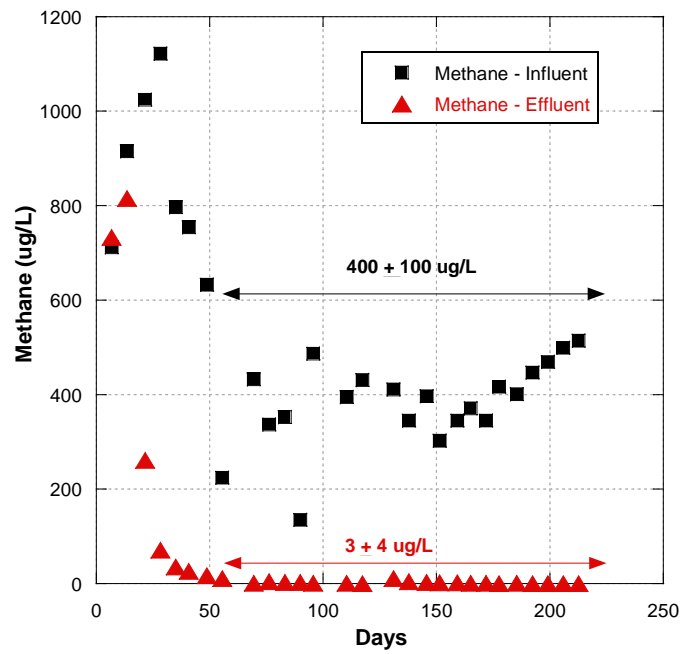 1200
1000
800
600
400
200
0
Methane (ug/L)
Methane - Influent
Methane - Effluent
400 + 100 ug/L
3 + 4 ug/L
0 50 100 150 200 250
Days